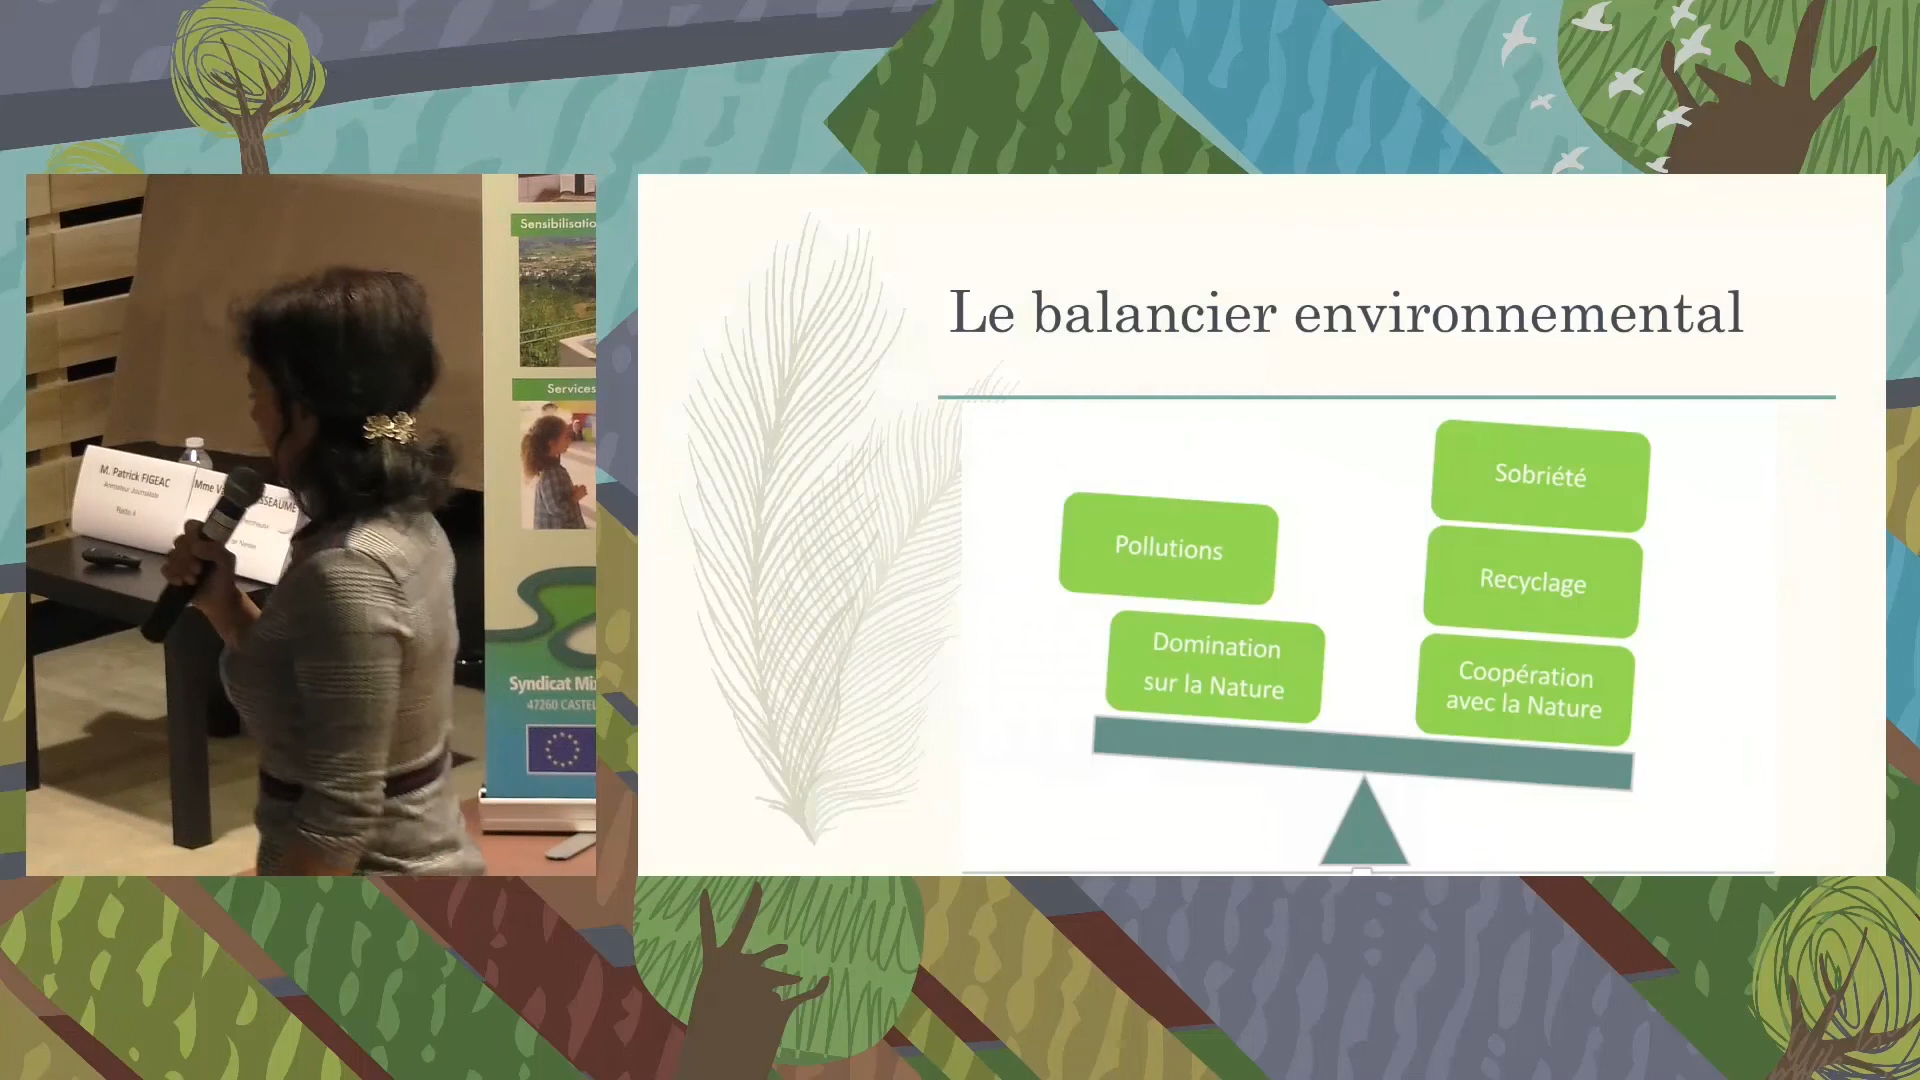 Sensibilisatio
Services
M. Patrick FIGEAC
Animateur Journaliste
Radio 4
Mme V
SSEAUME
Syndicat Mi
47260 CASTEL
Le balancier environnemental
Pollutions
Domination
sur la Nature
Sobriété
Recyclage
Coopération
avec la Nature